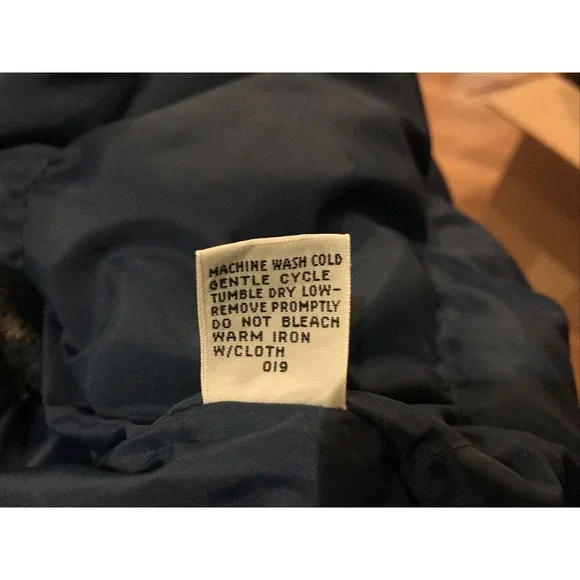 MACHINE WASH COLD
GENTLE CYCLE
TUMBLE DRY LOW-
REMOVE PROMPTLY
DO NOT BLEACH
WARM IRON
W/CLOTH
019